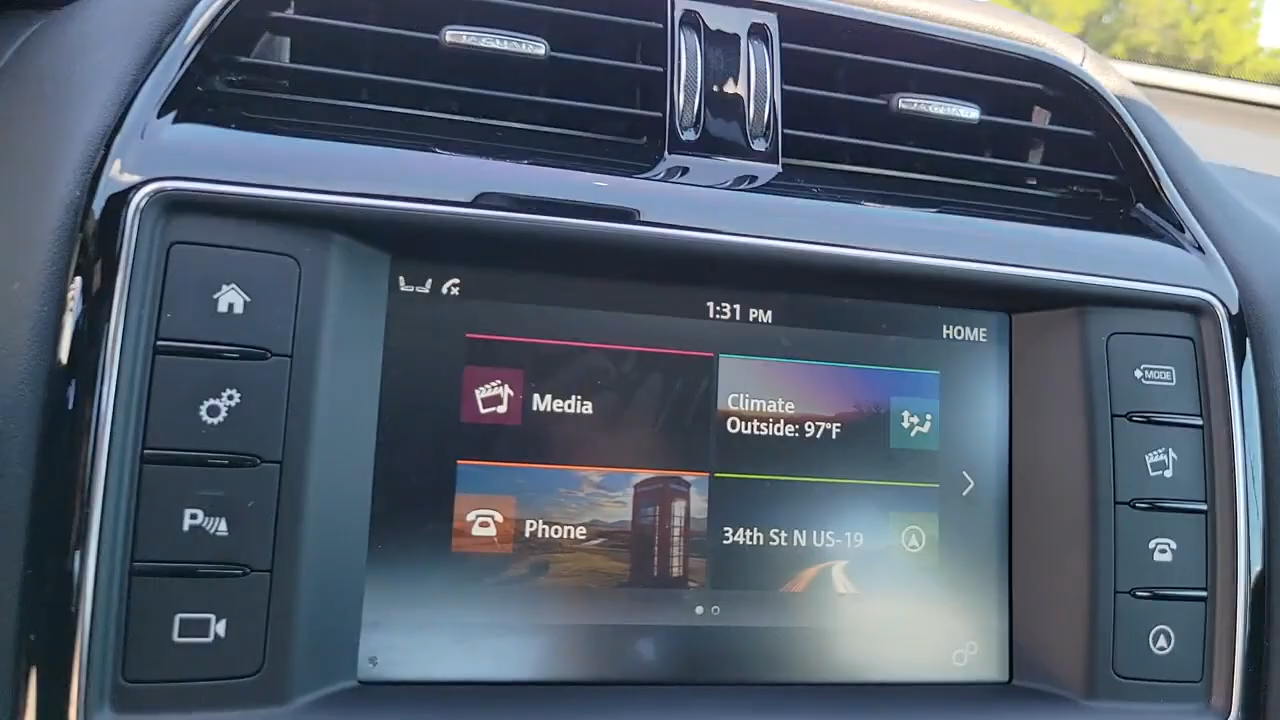 JAGUAR
JAGUAR
1:31 PM
HOME
MODE
Media
Climate
Outside: 97°F
Phone
34th St N US-19
P